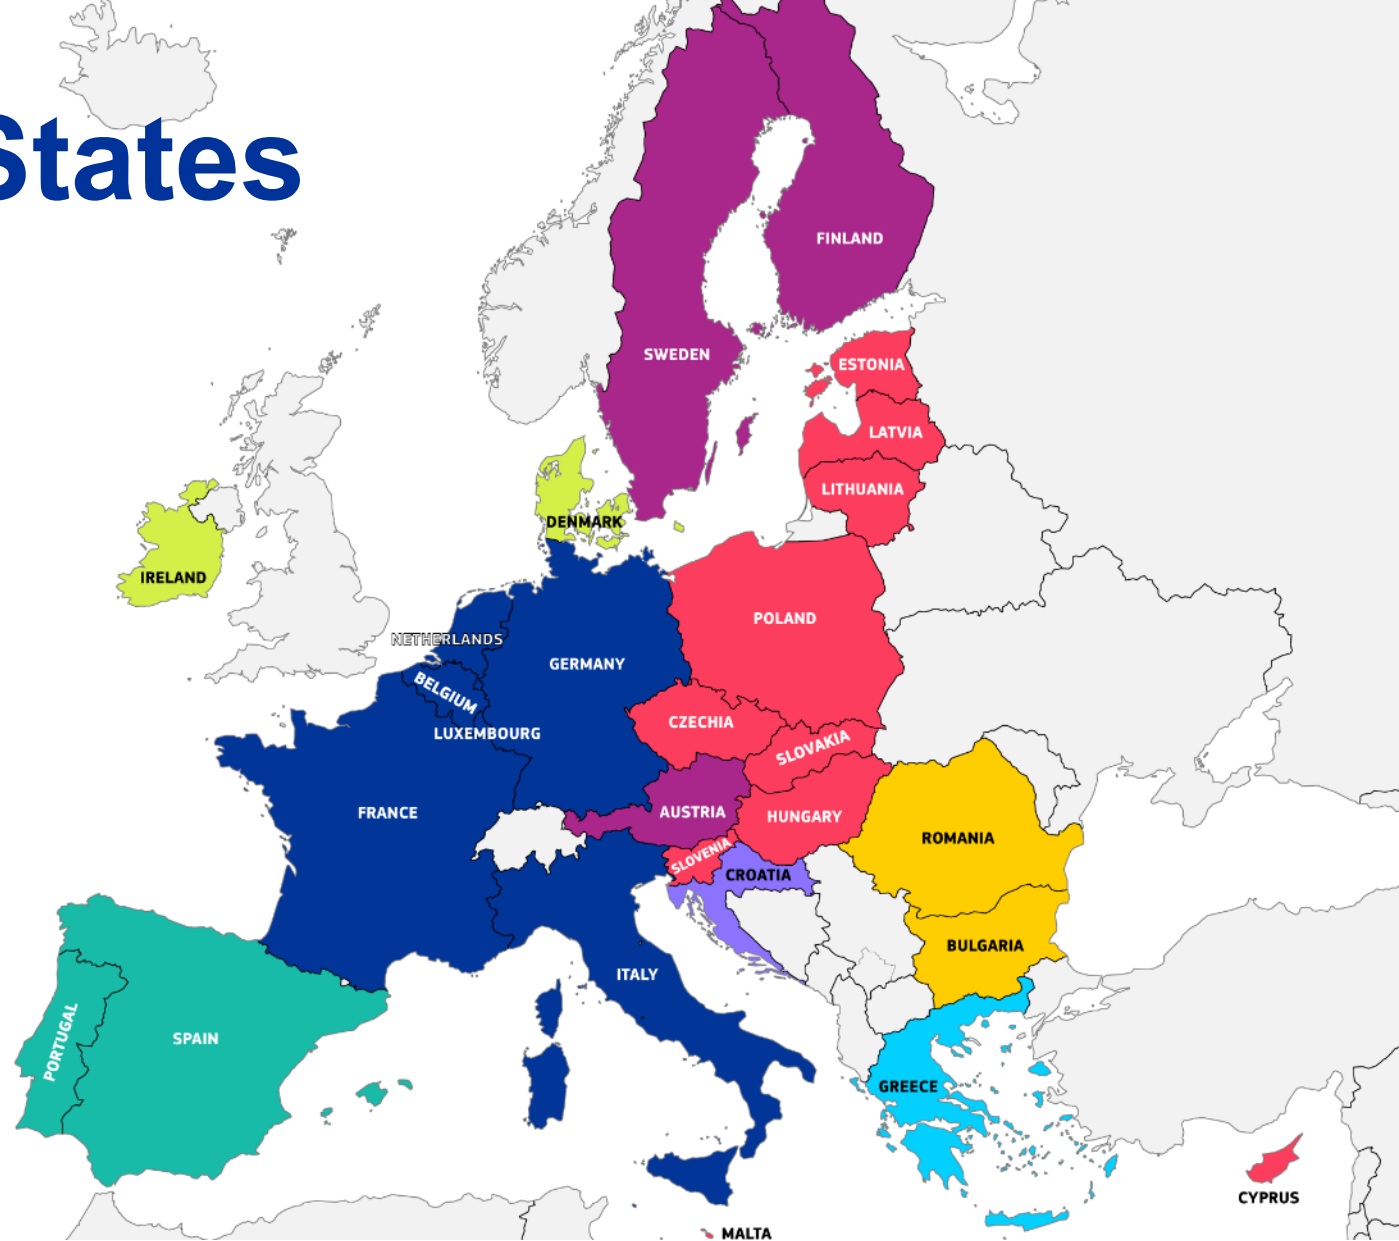 States
FINLAND
SWEDEN
ESTONIA
LATVIA
LITHUANIA
DENMARK
IRELAND
POLAND
NETHERLANDS
GERMANY
BELGIUM
CZECHIA
LUXEMBOURG
SLOVAKIA
FRANCE
AUSTRIA
HUNGARY
ROMANIA
SLOVENIA
CROATIA
BULGARIA
ITALY
PORTUGAL
SPAIN
GREECE
CYPRUS
MALTA